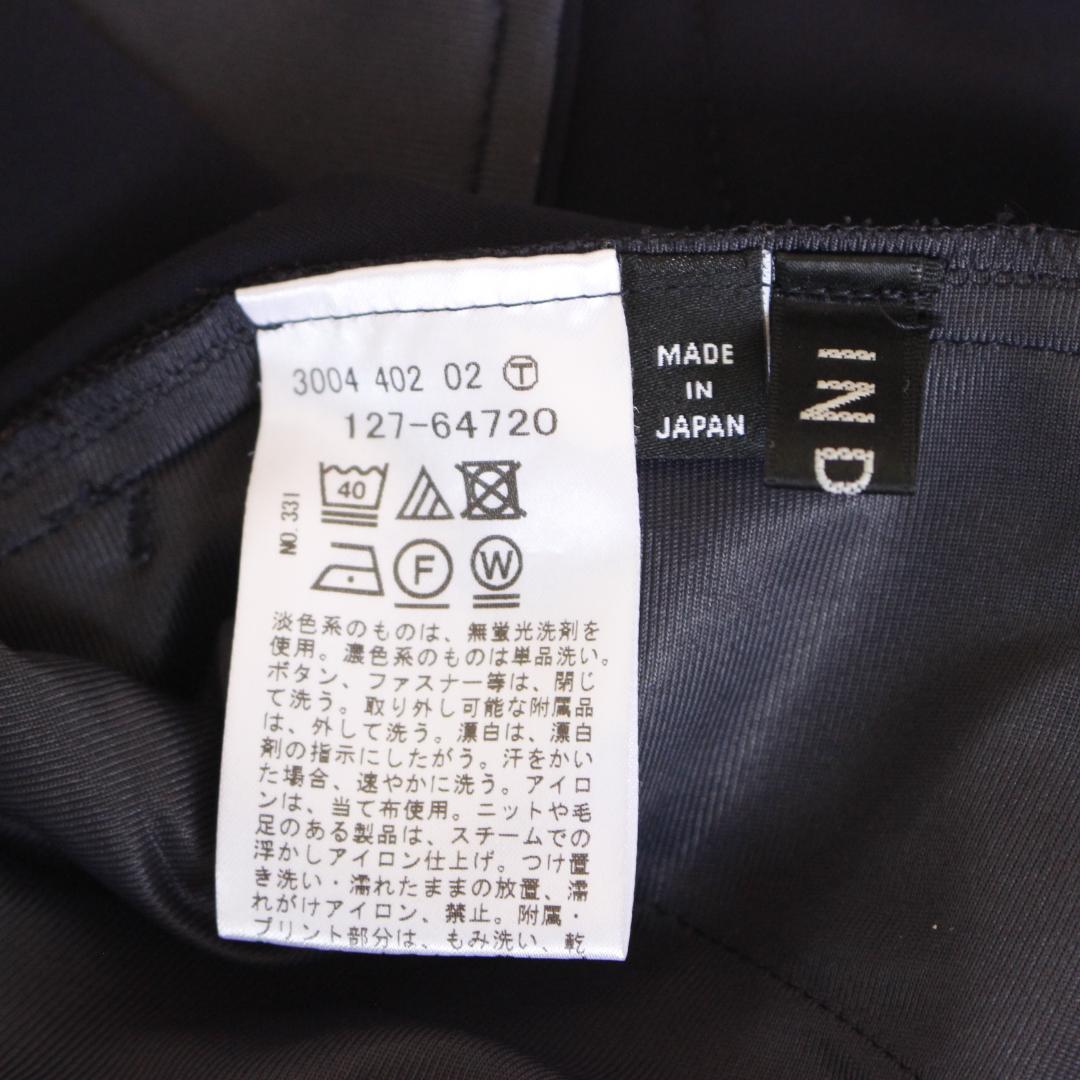 3004 402 02 Ⓣ
127-64720
NO.331
40
F
W
淡色系のものは、無蛍光洗剤を
使用。濃色系のものは単品洗い。
ボタン、ファスナー等は、閉じ
て洗う。取り外し可能な附属品
は、外して洗う。漂白は、漂白
剤の指示にしたがう。汗をかい
た場合、速やかに洗う。アイロ
ンは、当て布使用。ニットや毛
足のある製品は、スチームでの
浮かしアイロン仕上げ。つけ置
き洗い・濡れたままの放置、濡
れがけアイロン、禁止。附属・
プリント部分は、もみ洗い、乾
MADE
IN
JAPAN
IND